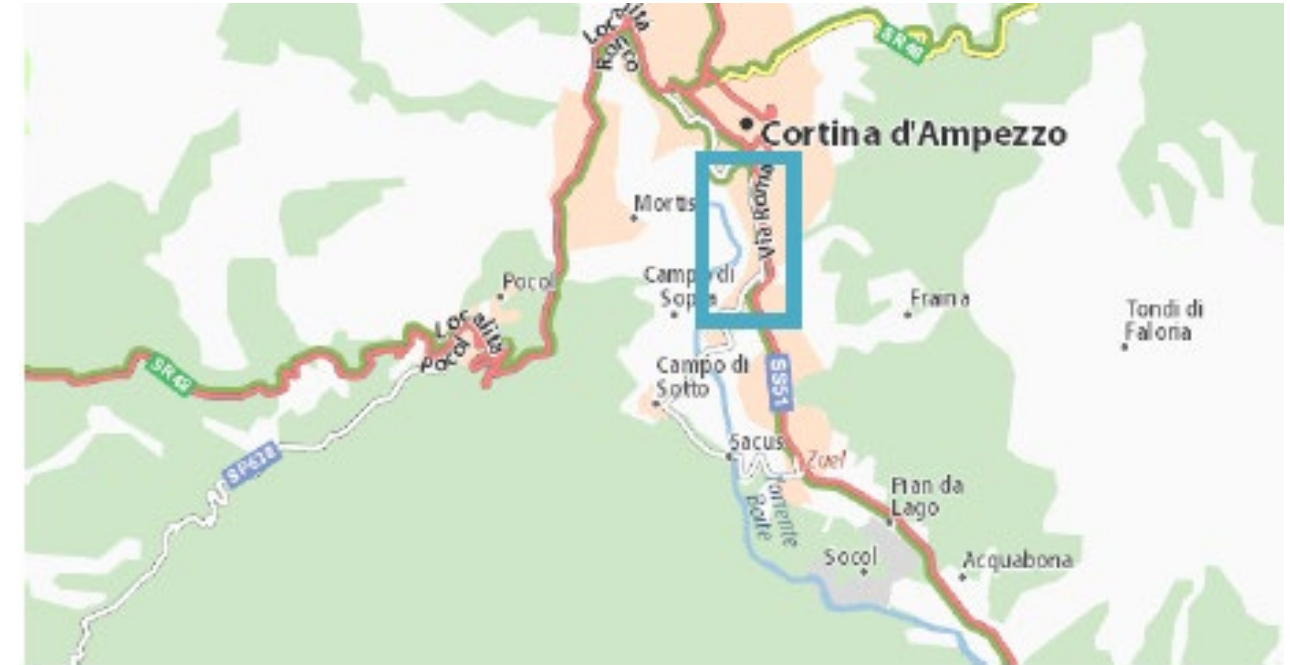 Località
Ronco
SR48
Cortina d'Ampezzo
Via Roma
Mortis
Campo di
Sopra
Pocol
Località
Pocol
SR48
Fraina
Tondi di
Faloria
Campo di
Sotto
SS51
SP638
Sacus
Zuel
Torrente
Boite
Pian da
Lago
Socol
Acquabona